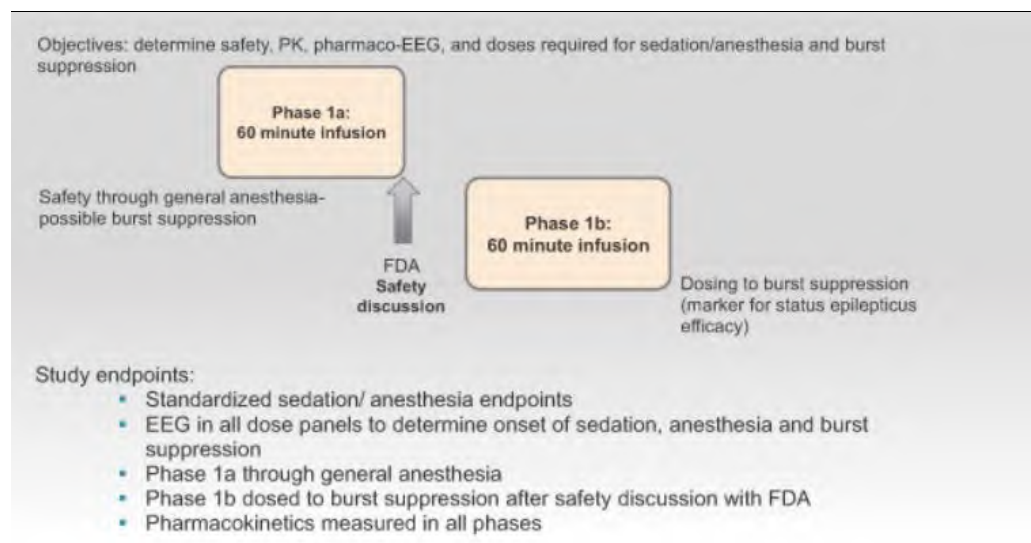 Objectives: determine safety, PK, pharmaco-EEG, and doses required for sedation/anesthesia and burst
suppression
Phase 1a:
60 minute infusion
Safety through general anesthesia-
possible burst suppression
FDA
Safety
discussion
Phase 1b:
60 minute infusion
Dosing to burst suppression
(marker for status epilepticus
efficacy)
Study endpoints:
▪ Standardized sedation/ anesthesia endpoints
▪ EEG in all dose panels to determine onset of sedation, anesthesia and burst
suppression
▪ Phase 1a through general anesthesia
▪ Phase 1b dosed to burst suppression after safety discussion with FDA
▪ Pharmacokinetics measured in all phases